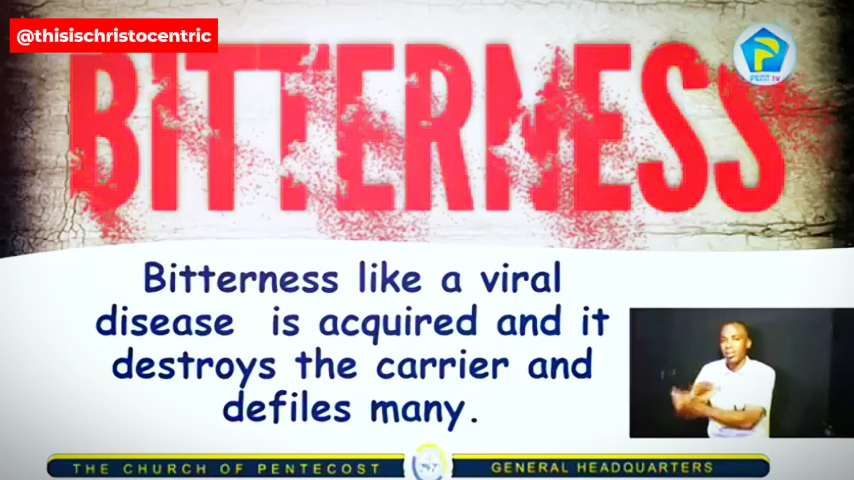 @thisischristocentric
BITTERNESS
PENT TV
Bitterness like a viral
disease is acquired and it
destroys the carrier and
defiles many.
THE CHURCH OF PENTECOST
GENERAL HEADQUARTERS